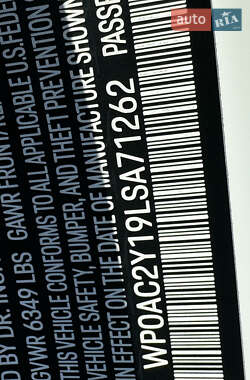 auto RIA
D BY DR. ING.
GWR 6349 LBS GAWR FRONT
THIS VEHICLE CONFORMS TO ALL APPLICABLE U.S. FEDE
VEHICLE SAFETY, BUMPER, AND THEFT PREVENTION
IN EFFECT ON THE DATE OF MANUFACTURE SHOWN
WP0AC2Y19LSA71262 PASSE